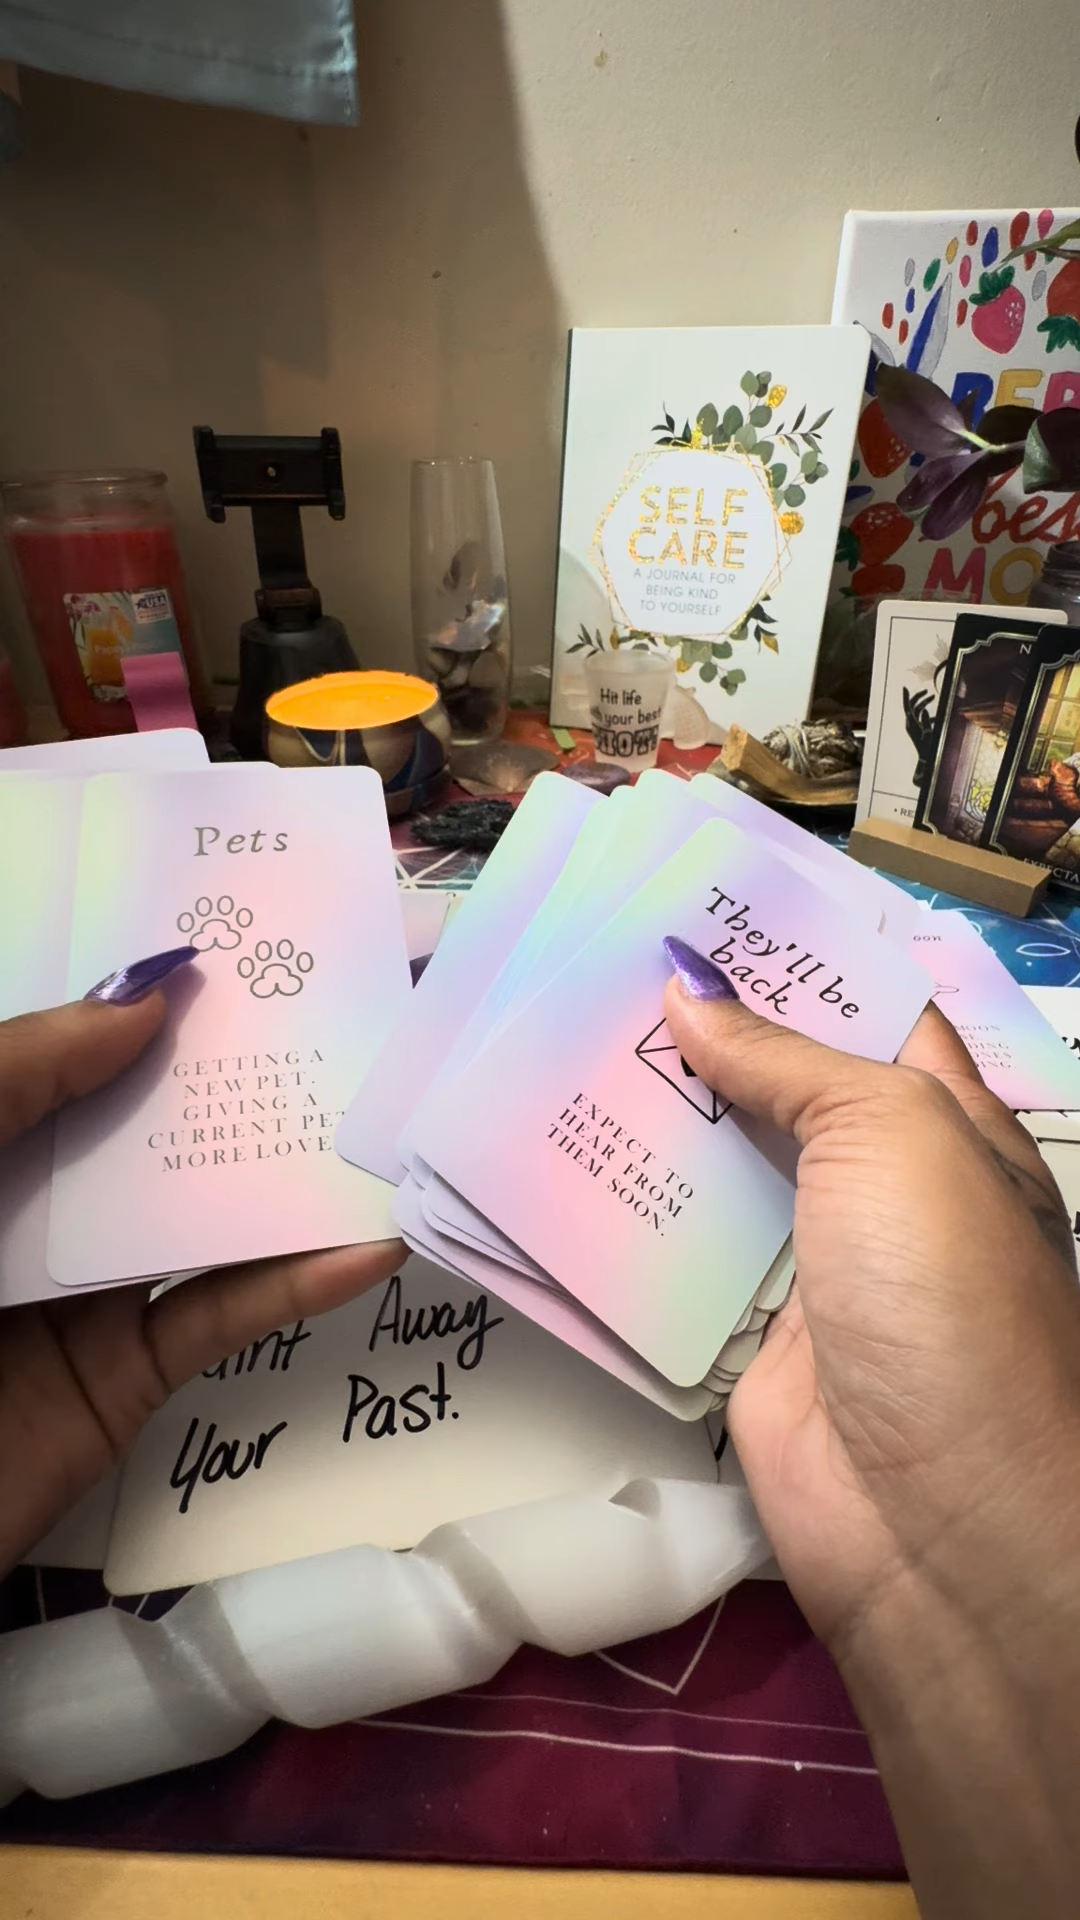 SELF
CARE
A JOURNAL FOR
BEING KIND
TO YOURSELF
best
Hit life
your best
Pets
GETTING A
NEW PET.
GIVING A
CURRENT
MORE LOVE
They'll be
back
EXPECT TO
HEAR FROM
THEM SOON.
Away
Your Past.